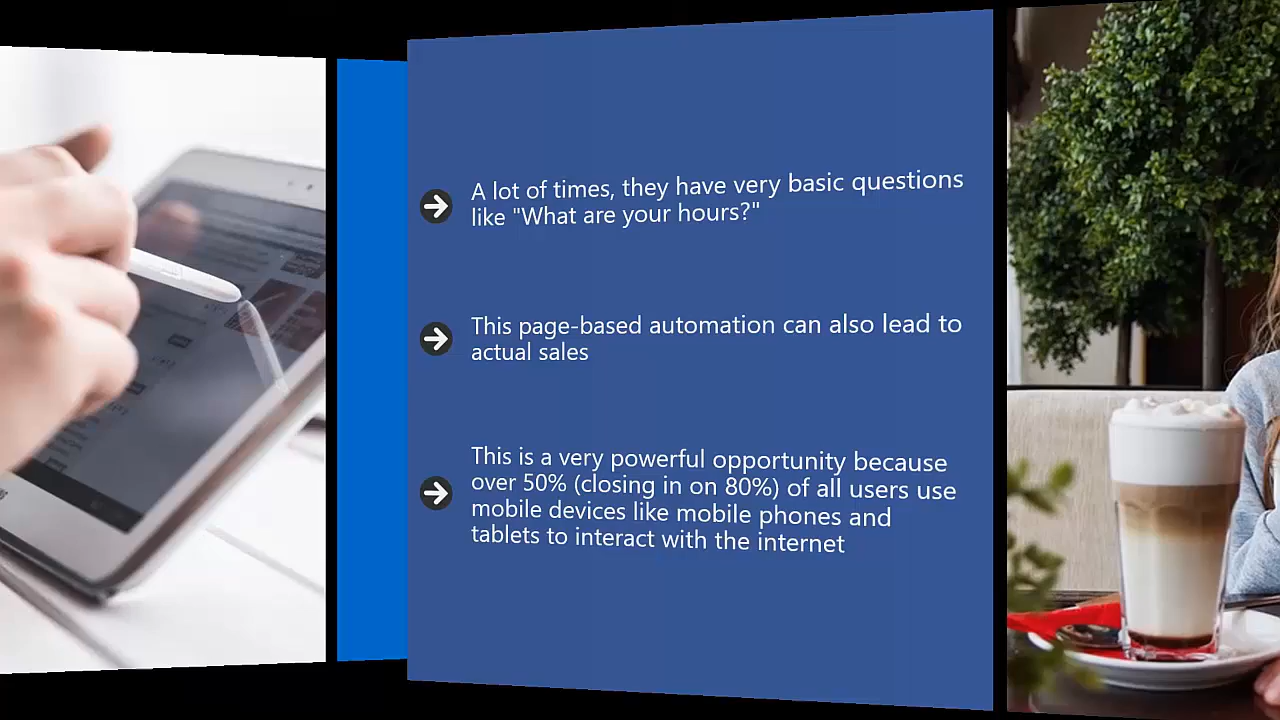 A lot of times, they have very basic questions
like "What are your hours?"
This page-based automation can also lead to
actual sales
This is a very powerful opportunity because
over 50% (closing in on 80%) of all users use
mobile devices like mobile phones and
tablets to interact with the internet